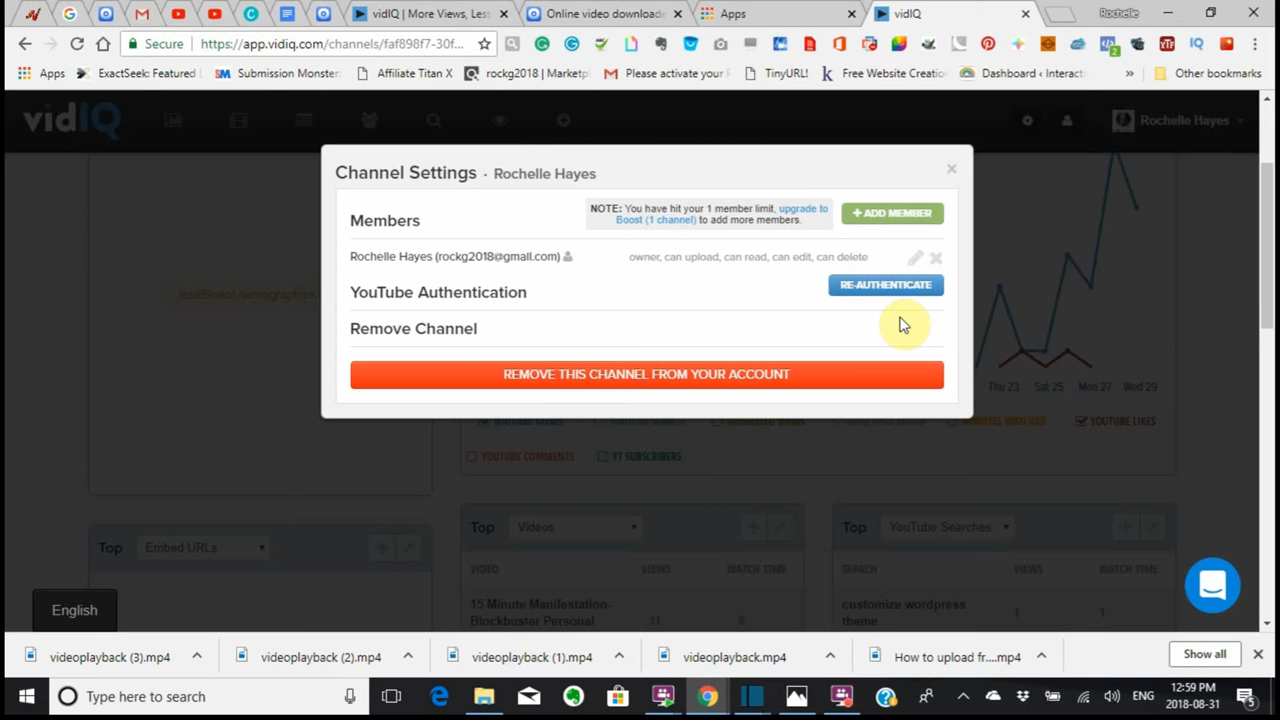 vidIQ | More Views, Less
Online video downloade
Apps
vidIQ
Rochelle
Secure
https://app.vidiq.com/channels/faf898f7-30f...
Apps
ExactSeek: Featured
Submission Monster
Affiliate Titan X
rockg2018 | Marketpl
Please activate your
TinyURL!
Free Website Creatio
Dashboard ‹ Interact
»
Other bookmarks
vidIQ
Rochelle Hayes
Channel Settings · Rochelle Hayes
Members
NOTE: You have hit your 1 member limit, upgrade to
Boost (1 channel) to add more members.
+ ADD MEMBER
Rochelle Hayes (rockg2018@gmail.com)
owner, can upload, can read, can edit, can delete
YouTube Authentication
RE-AUTHENTICATE
Remove Channel
REMOVE THIS CHANNEL FROM YOUR ACCOUNT
Thu 23
Sat 25
Mon 27
Wed 29
YOUTUBE LIKES
YOUTUBE COMMENTS
YT SUBSCRIBERS
Top Embed URLs
Top Videos
VIDEO VIEWS WATCH TIME
15 Minute Manifestation-
Blockbuster Personal
11 8
Top YouTube Searches
SEARCH VIEWS WATCH TIME
customize wordpress
theme
1 1
English
videoplayback (3).mp4
videoplayback (2).mp4
videoplayback (1).mp4
videoplayback.mp4
How to upload fr....mp4
Show all
Type here to search
ENG
12:59 PM
2018-08-31
5